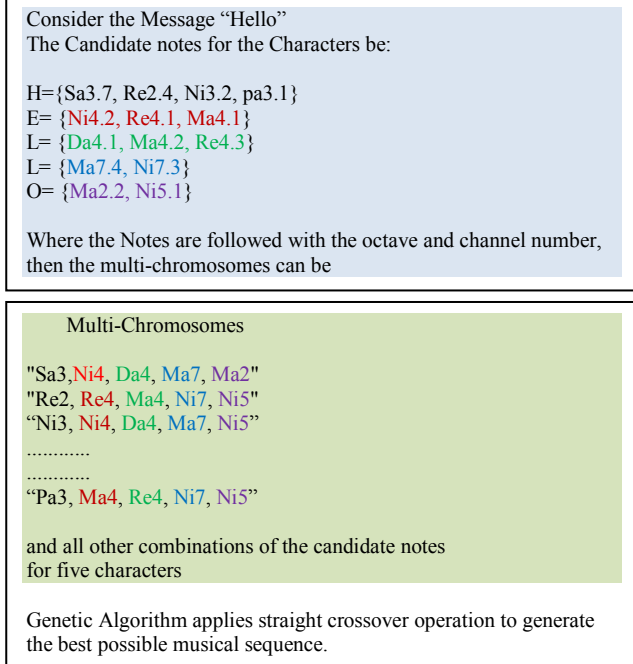 Consider the Message “Hello”
The Candidate notes for the Characters be:
H={Sa3.7, Re2.4, Ni3.2, pa3.1}
E= {Ni4.2, Re4.1, Ma4.1}
L= {Da4.1, Ma4.2, Re4.3}
L= {Ma7.4, Ni7.3}
O= {Ma2.2, Ni5.1}
Where the Notes are followed with the octave and channel number,
then the multi-chromosomes can be
Multi-Chromosomes
"Sa3,Ni4, Da4, Ma7, Ma2"
"Re2, Re4, Ma4, Ni7, Ni5"
“Ni3, Ni4, Da4, Ma7, Ni5”
............
............
“Pa3, Ma4, Re4, Ni7, Ni5”
and all other combinations of the candidate notes
for five characters
Genetic Algorithm applies straight crossover operation to generate
the best possible musical sequence.